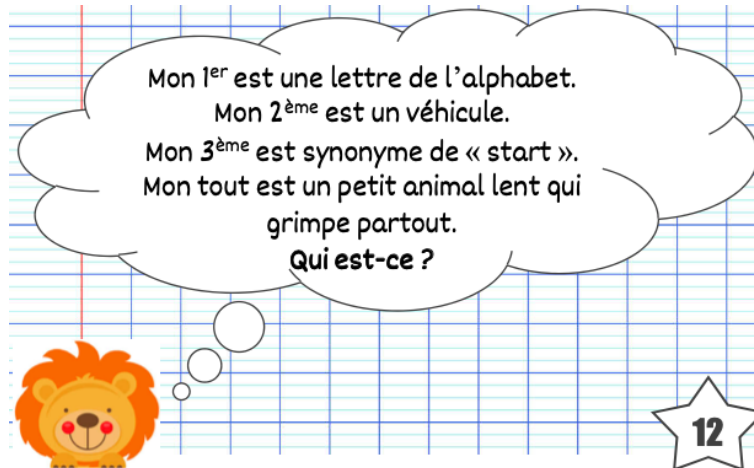 Mon 1er est une lettre de l’alphabet.
Mon 2ème est un véhicule.
Mon 3ème est synonyme de « start ».
Mon tout est un petit animal lent qui
grimpe partout.
Qui est-ce ?
12